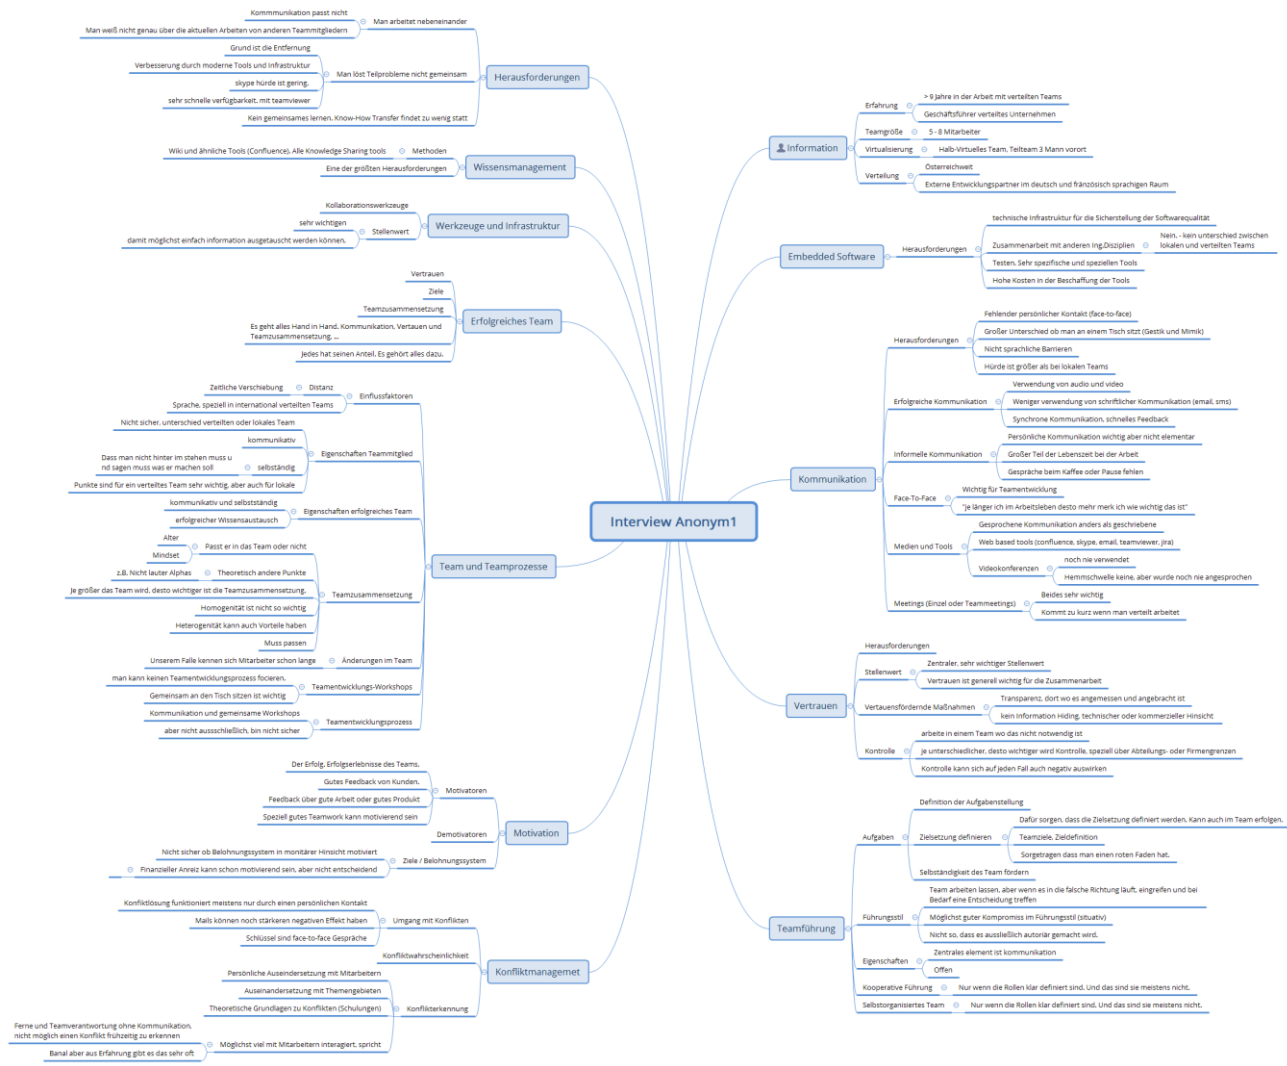 Interview Anonym1
Herausforderungen
Man arbeitet nebeneinander
Kommmunikation passt nicht
Man weiß nicht genau über die aktuellen Arbeiten von anderen Teammitgliedern
Man löst Teilprobleme nicht gemeinsam
Grund ist die Entfernung
Verbesserung durch moderne Tools und Infrastruktur
skype hürde ist gering.
sehr schnelle verfügbarkeit. mit teamviewer
Kein gemeinsames lernen. Know-How Transfer findet zu wenig statt
Wissensmanagement
Methoden
Wiki und ähnliche Tools (Confluence). Alle Knowledge Sharing tools
Eine der größten Herausforderungen
Werkzeuge und Infrastruktur
Kollaborationswerkzeuge
Stellenwert
sehr wichtigen
damit möglichst einfach information ausgetauscht werden können.
Erfolgreiches Team
Vertrauen
Ziele
Teamzusammensetzung
Es geht alles Hand in Hand. Kommunikation, Vertauen und
Teamzusammensetzung, ...
Jedes hat seinen Anteil. Es gehört alles dazu.
Team und Teamprozesse
Einflussfaktoren
Distanz
Zeitliche Verschiebung
Sprache, speziell in international verteilten Teams
Eigenschaften Teammitglied
Nicht sicher, unterschied verteilten oder lokales Team
kommunikativ
selbständig
Dass man nicht hinter im stehen muss u
nd sagen muss was er machen soll
Punkte sind für ein verteiltes Team sehr wichtig, aber auch für lokale
Eigenschaften erfolgreiches Team
kommunikativ und selbstständig
erfolgreicher Wissensaustausch
Teamzusammensetzung
Passt er in das Team oder nicht
Alter
Mindset
Theoretisch andere Punkte
z.B. Nicht lauter Alphas
Je größer das Team wird, desto wichtiger ist die Teamzusammensetzung.
Homogenität ist nicht so wichtig
Heterogenität kann auch Vorteile haben
Muss passen
Änderungen im Team
Unserem Falle kennen sich Mitarbeiter schon lange
Teamentwicklungs-Workshops
man kann keinen Teamentwicklungsprozess focieren.
Gemeinsam an den Tisch sitzen ist wichtig
Teamentwicklungsprozess
Kommunikation und gemeinsame Workshops
aber nicht aussschließlich, bin nicht sicher
Motivation
Motivatoren
Der Erfolg. Erfolgserlebnisse des Teams.
Gutes Feedback von Kunden.
Feedback über gute Arbeit oder gutes Produkt
Speziell gutes Teamwork kann motivierend sein
Demotivatoren
Ziele / Belohnungssystem
Nicht sicher ob Belohnungssystem in monitärer Hinsicht motiviert
Finanzieller Anreiz kann schon motivierend sein, aber nicht entscheidend
Konfliktmanagemet
Umgang mit Konflikten
Konfliktlösung funktioniert meistens nur durch einen persönlichen Kontakt
Mails können noch stärkeren negativen Effekt haben
Schlüssel sind face-to-face Gespräche
Konfliktwahrscheinlichkeit
Konflikterkennung
Persönliche Auseindersetzung mit Mitarbeitern
Auseinandersetzung mit Themengebieten
Theoretische Grundlagen zu Konflikten (Schulungen)
Möglichst viel mit Mitarbeitern interagiert, spricht
Ferne und Teamverantwortung ohne Kommunikation.
nicht möglich einen Konflikt frühzeitig zu erkennen
Banal aber aus Erfahrung gibt es das sehr oft
Information
Erfahrung
> 9 Jahre in der Arbeit mit verteilten Teams
Geschäftsführer verteiltes Unternehmen
Teamgröße
5 - 8 Mitarbeiter
Virtualisierung
Halb-Virtuelles Team, Teilteam 3 Mann vorort
Verteilung
Österreichweit
Externe Entwicklungspartner im deutsch und fränzösisch sprachigen Raum
Embedded Software
Herausforderungen
technische Infrastruktur für die Sicherstellung der Softwarequalität
Zusammenarbeit mit anderen Ing.Disziplien
Nein. - kein unterschied zwischen
lokalen und verteilten Teams
Testen. Sehr spezifische und speziellen Tools
Hohe Kosten in der Beschaffung der Tools
Kommunikation
Herausforderungen
Fehlender persönlicher Kontakt (face-to-face)
Großer Unterschied ob man an einem Tisch sitzt (Gestik und Mimik)
Nicht sprachliche Barrieren
Hürde ist größer als bei lokalen Teams
Erfolgreiche Kommunikation
Verwendung von audio und video
Weniger verwendung von schriftlicher Kommunikation (email, sms)
Synchrone Kommunikation, schnelles Feedback
Informelle Kommunikation
Persönliche Kommunikation wichtig aber nicht elementar
Großer Teil der Lebenszeit bei der Arbeit
Gespräche beim Kaffee oder Pause fehlen
Face-To-Face
Wichtig für Teamentwicklung
"je länger ich im Arbeitsleben desto mehr merk ich wie wichtig das ist"
Medien und Tools
Gesprochene Kommunikation anders als geschriebene
Web based tools (confluence, skype, email, teamviewer, jira)
Videokonferenzen
noch nie verwendet
Hemmschwelle keine, aber wurde noch nie angesprochen
Meetings (Einzel oder Teammeetings)
Beides sehr wichtig
Kommt zu kurz wenn man verteilt arbeitet
Vertrauen
Herausforderungen
Stellenwert
Zentraler, sehr wichtiger Stellenwert
Vertrauen ist generell wichtig für die Zusammenarbeit
Vertauensfördernde Maßnahmen
Transparenz, dort wo es angemessen und angebracht ist
kein Information Hiding, technischer oder kommerzieller Hinsicht
Kontrolle
arbeite in einem Team wo das nicht notwendig ist
je unterschiedlicher, desto wichtiger wird Kontrolle, speziell über Abteilungs- oder Firmengrenzen
Kontrolle kann sich auf jeden Fall auch negativ auswirken
Teamführung
Aufgaben
Definition der Aufgabenstellung
Zielsetzung definieren
Dafür sorgen, dass die Zielsetzung definiert werden. Kann auch im Team erfolgen.
Teamziele, Zieldefinition
Sorgetragen dass man einen roten Faden hat.
Selbständigkeit des Team fördern
Führungsstil
Team arbeiten lassen, aber wenn es in die falsche Richtung läuft, eingreifen und bei
Bedarf eine Entscheidung treffen
Möglichst guter Kompromiss im Führungsstil (situativ)
Nicht so, dass es aussließlich autoriär gemacht wird.
Eigenschaften
Zentrales element ist kommunikation
Offen
Kooperative Führung
Nur wenn die Rollen klar definiert sind. Und das sind sie meistens nicht.
Selbstorganisiertes Team
Nur wenn die Rollen klar definiert sind. Und das sind sie meistens nicht.